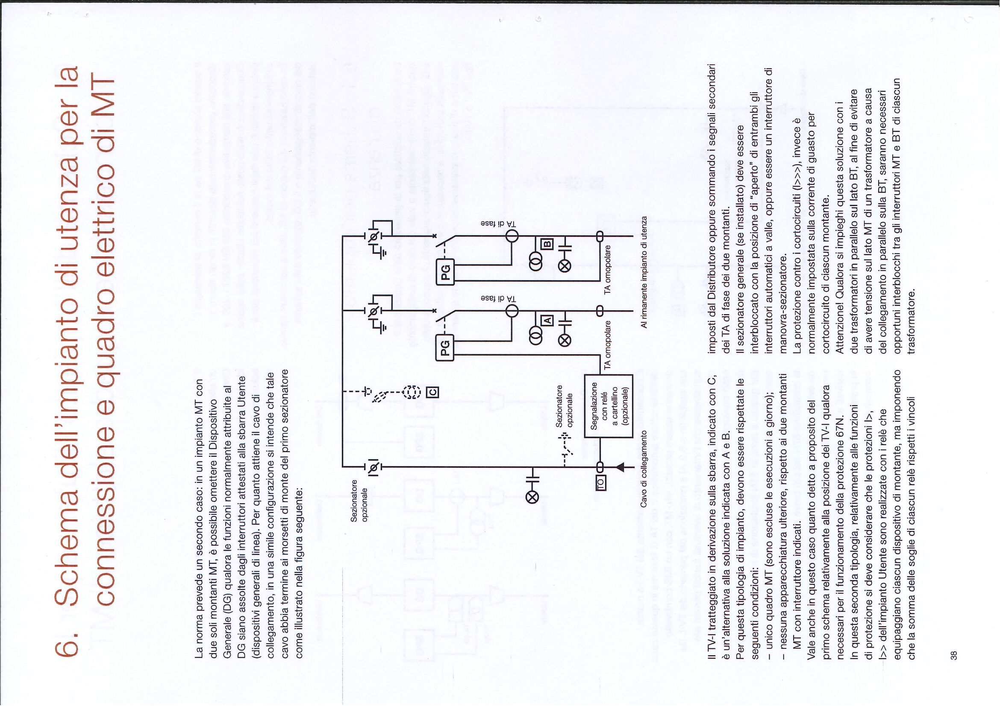 6. Schema dell'impianto di utenza per la
connessione e quadro elettrico di MT
La norma prevede un secondo caso: in un impianto MT con
due soli montanti MT, è possibile omettere il Dispositivo
Generale (DG) qualora le funzioni normalmente attribuite al
DG siano assolte dagli interruttori attestati alla sbarra Utente
(dispositivi generali di linea). Per quanto attiene il cavo di
collegamento, in una simile configurazione si intende che tale
cavo abbia termine ai morsetti di monte del primo sezionatore
come illustrato nella figura seguente:
Sezionatore
opzionale
C
PG
PG
TA di fase
TA di fase
A
B
Sezionatore
opzionale
TO
Segnalazione
con relé
a cartellino
(opzionale)
TA omopolare
TA omopolare
Cavo di collegamento
Al rimanente impianto di utenza
Il TV-I tratteggiato in derivazione sulla sbarra, indicato con C,
è un'alternativa alla soluzione indicata con A e B.
Per questa tipologia di impianto, devono essere rispettate le
seguenti condizioni:
– unico quadro MT (sono escluse le esecuzioni a giorno);
– nessuna apparecchiatura ulteriore, rispetto ai due montanti
MT con interruttore indicati.
Vale anche in questo caso quanto detto a proposito del
primo schema relativamente alla posizione dei TV-I qualora
necessari per il funzionamento della protezione 67N.
In questa seconda tipologia, relativamente alle funzioni
di protezione si deve considerare che le protezioni I>,
I>> dell'impianto Utente sono realizzate con i relè che
equipaggiano ciascun dispositivo di montante, ma imponendo
che la somma delle soglie di ciascun relè rispetti i vincoli
imposti dal Distributore oppure sommando i segnali secondari
dei TA di fase dei due montanti.
Il sezionatore generale (se installato) deve essere
interbloccato con la posizione di “aperto” di entrambi gli
interruttori automatici a valle, oppure essere un interruttore di
manovra-sezionatore.
La protezione contro i cortocircuiti (I>>>), invece è
normalmente impostata sulla corrente di guasto per
cortocircuito di ciascun montante.
Attenzione! Qualora si impieghi questa soluzione con i
due trasformatori in parallelo sul lato BT, al fine di evitare
di avere tensione sul lato MT di un trasformatore a causa
del collegamento in parallelo sulla BT, saranno necessari
opportuni interblocchi tra gli interruttori MT e BT di ciascun
trasformatore.
38